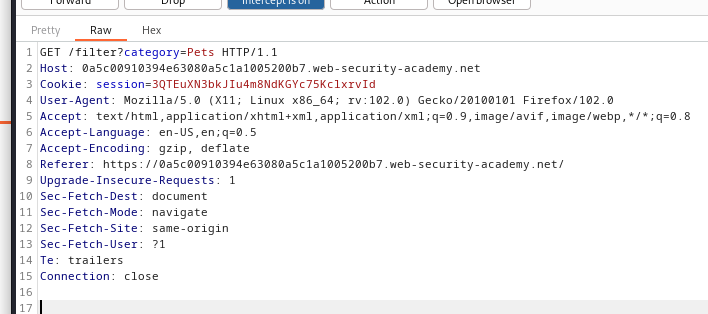 Forward Drop Intercept is on Action Open Browser
Pretty Raw Hex
1 GET /filter?category=Pets HTTP/1.1
2 Host: 0a5c00910394e63080a5c1a1005200b7.web-security-academy.net
3 Cookie: session=3QTEuXN3bkJIu4m8NdKGYc75KclxrvId
4 User-Agent: Mozilla/5.0 (X11; Linux x86_64; rv:102.0) Gecko/20100101 Firefox/102.0
5 Accept: text/html,application/xhtml+xml,application/xml;q=0.9,image/avif,image/webp,*/*;q=0.8
6 Accept-Language: en-US,en;q=0.5
7 Accept-Encoding: gzip, deflate
8 Referer: https://0a5c00910394e63080a5c1a1005200b7.web-security-academy.net/
9 Upgrade-Insecure-Requests: 1
10 Sec-Fetch-Dest: document
11 Sec-Fetch-Mode: navigate
12 Sec-Fetch-Site: same-origin
13 Sec-Fetch-User: ?1
14 Te: trailers
15 Connection: close
16
17